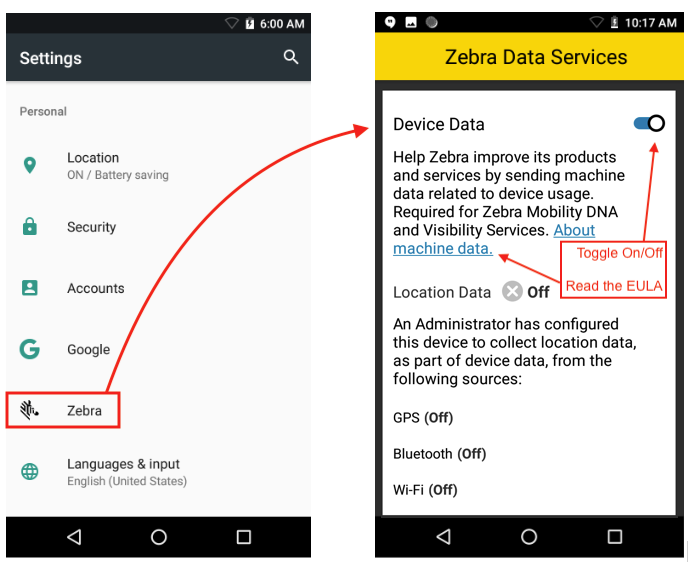 6:00 AM
Settings
Personal
Location
ON / Battery saving
Security
Accounts
Google
Zebra
Languages & input
English (United States)
10:17 AM
Zebra Data Services
Device Data
Help Zebra improve its products
and services by sending machine
data related to device usage.
Required for Zebra Mobility DNA
and Visibility Services. About
machine data.
Toggle On/Off
Read the EULA
Location Data Off
An Administrator has configured
this device to collect location data,
as part of device data, from the
following sources:
GPS (Off)
Bluetooth (Off)
Wi-Fi (Off)